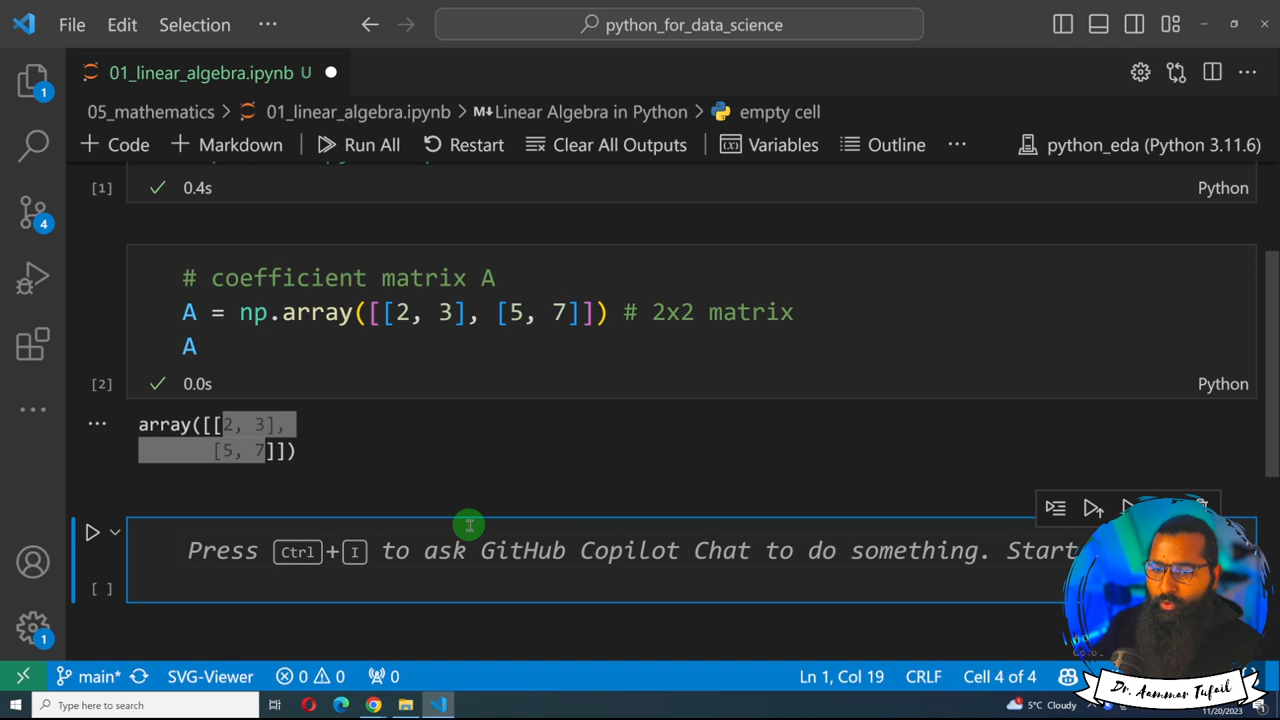 File Edit Selection ··· python_for_data_science
01_linear_algebra.ipynb U
05_mathematics > 01_linear_algebra.ipynb > M↓Linear Algebra in Python > empty cell
+ Code + Markdown Run All Restart Clear All Outputs Variables Outline ··· python_eda (Python 3.11.6)
[1] 0.4s Python
# coefficient matrix A
A = np.array([[2, 3], [5, 7]]) # 2x2 matrix
A
[2] 0.0s Python
array([[2, 3],
[5, 7]])
Press Ctrl+I to ask GitHub Copilot Chat to do something. Start
[ ]
1
4
1
main* SVG-Viewer 0 0 0 Ln 1, Col 19 CRLF Cell 4 of 4
Dr. Aammar Tufail
Type here to search 5°C Cloudy 11/20/2023